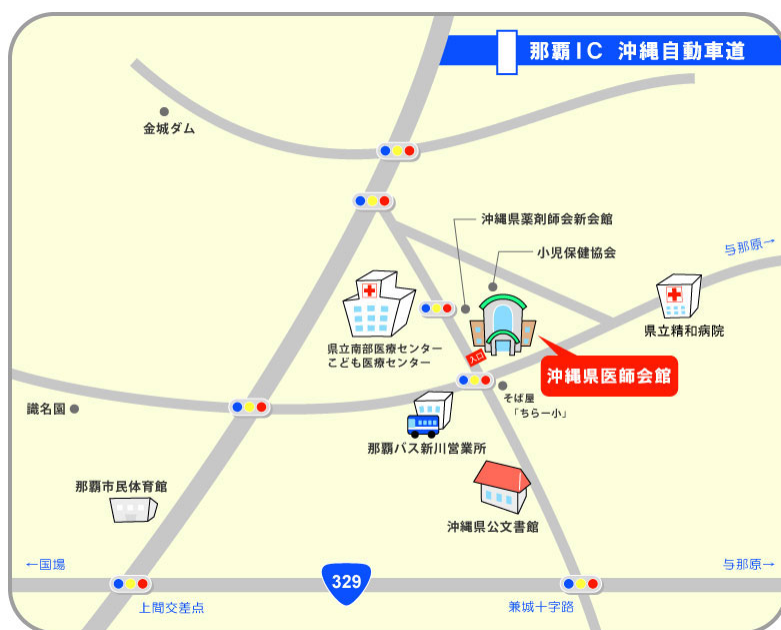 那覇IC 沖縄自動車道
金城ダム
沖縄県薬剤師会新会館
小児保健協会
与那原→
県立精和病院
県立南部医療センター
こども医療センター
入口
沖縄県医師会館
そば屋
「ちらー小」
識名園
那覇バス新川営業所
那覇市民体育館
沖縄県公文書館
←国場
329
与那原→
上間交差点
兼城十字路